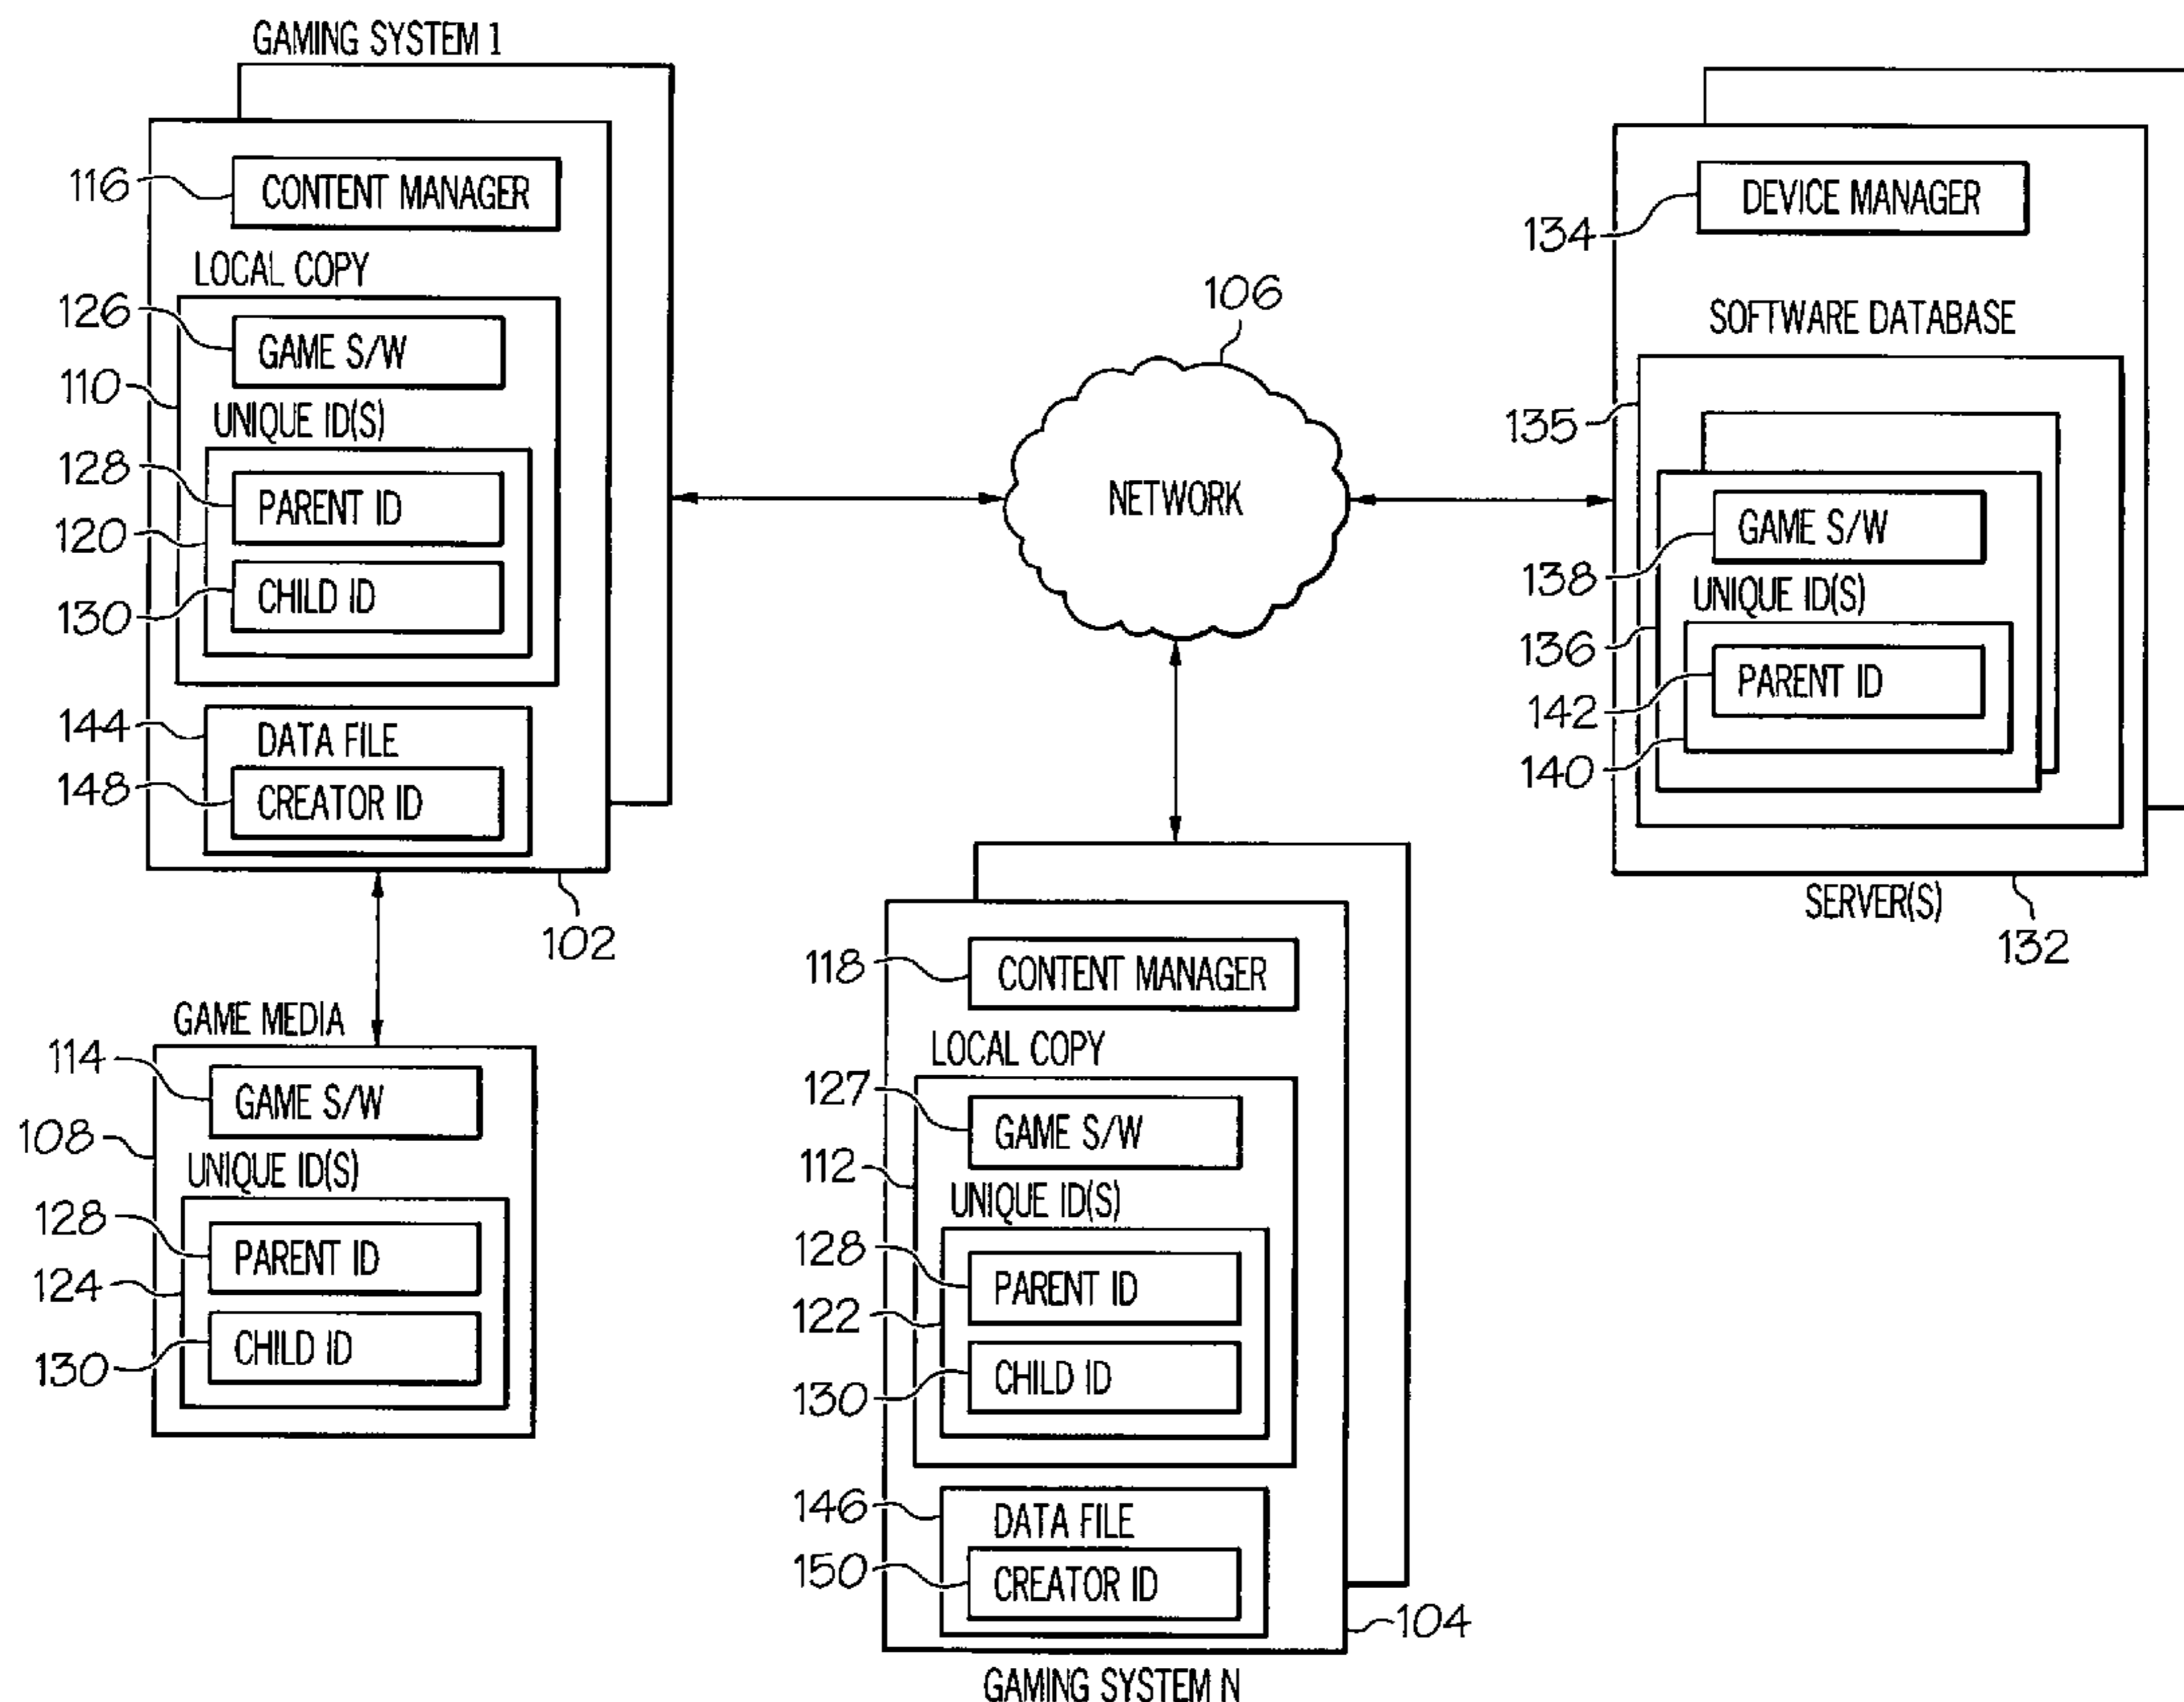 GAMING SYSTEM 1
116
CONTENT MANAGER
LOCAL COPY
126
GAME S/W
110
UNIQUE ID(S)
128
PARENT ID
120
CHILD ID
130
144
DATA FILE
148
CREATOR ID
102
GAME MEDIA
114
GAME S/W
108
UNIQUE ID(S)
128
PARENT ID
124
CHILD ID
130
106
NETWORK
118
CONTENT MANAGER
LOCAL COPY
127
GAME S/W
112
UNIQUE ID(S)
128
PARENT ID
122
CHILD ID
130
146
DATA FILE
150
CREATOR ID
104
GAMING SYSTEM N
134
DEVICE MANAGER
SOFTWARE DATABASE
135
GAME S/W
138
UNIQUE ID(S)
136
PARENT ID
142
140
SERVER(S)
132